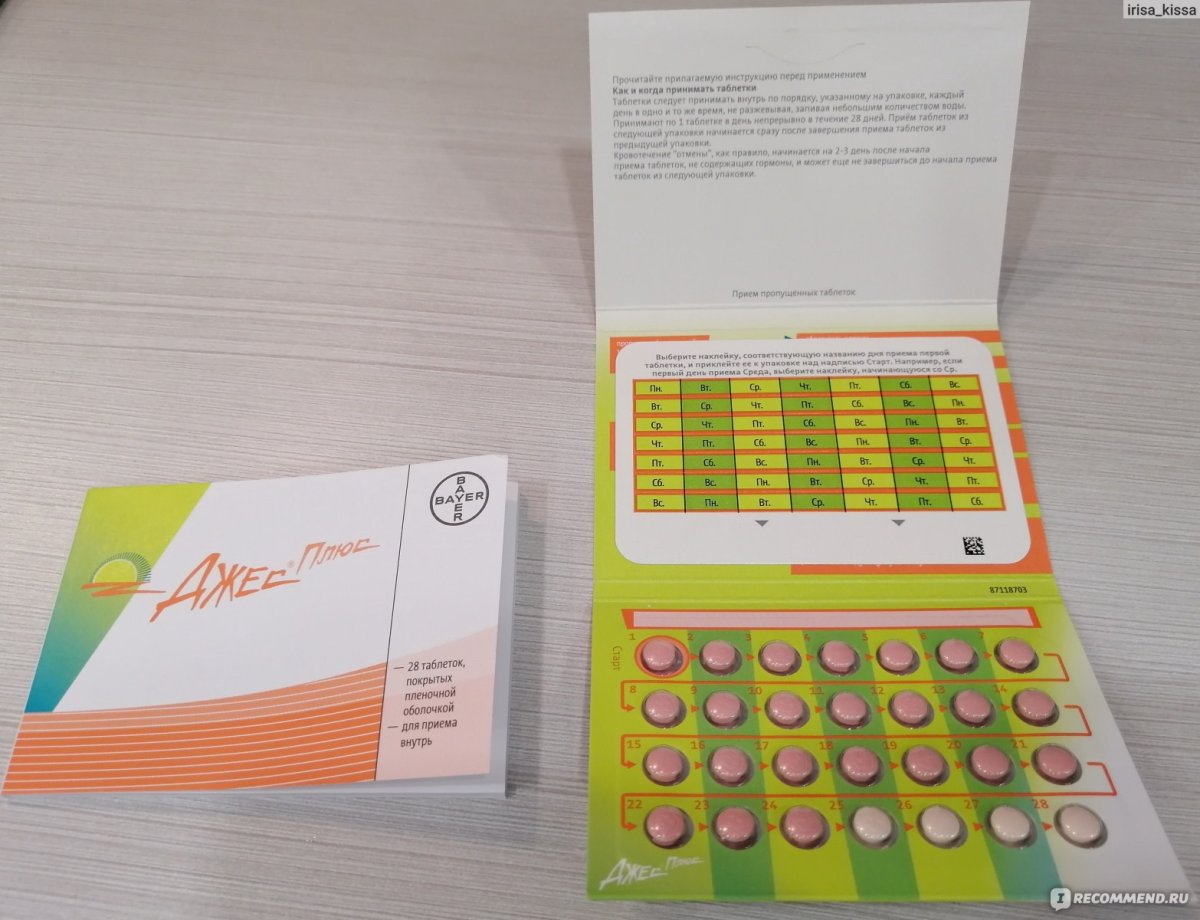 irisa_kissa
Прочитайте прилагаемую инструкцию перед применением
Как и когда принимать таблетки
Таблетки следует принимать внутрь по порядку, указанному на упаковке, каждый
день в одно и то же время, не разжевывая, запивая небольшим количеством воды.
Принимают по 1 таблетке в день непрерывно в течение 28 дней. Приём таблеток из
следующей упаковки начинается сразу после завершения приема таблеток из
предыдущей упаковки.
Кровотечение "отмены", как правило, начинается на 2-3 день после начала
приема таблеток, не содержащих гормоны, и может еще не завершиться до начала приема
таблеток из следующей упаковки.
Прием пропущенных таблеток
Выберите наклейку, соответствующую названию дня приема первой
таблетки, и приклейте ее к упаковке над надписью Старт. Например, если
первый день приема Среда, выберите наклейку, начинающуюся со Ср.
Пн. Вт. Ср. Чт. Пт. Сб. Вс.
Вт. Ср. Чт. Пт. Сб. Вс. Пн.
Ср. Чт. Пт. Сб. Вс. Пн. Вт.
Чт. Пт. Сб. Вс. Пн. Вт. Ср.
Пт. Сб. Вс. Пн. Вт. Ср. Чт.
Сб. Вс. Пн. Вт. Ср. Чт. Пт.
Вс. Пн. Вт. Ср. Чт. Пт. Сб.
87118703
Старт
1 2 3 4 5 6 7
8 9 10 11 12 13 14
15 16 17 18 19 20 21
22 23 24 25 26 27 28
Джес Плюс
BAYER
BAYER
Джес® Плюс
— 28 таблеток,
покрытых
пленочной
оболочкой
— для приема
внутрь
IRECOMMEND.RU